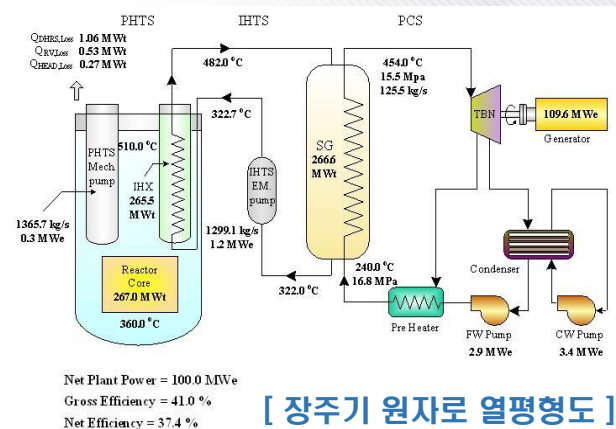 PHTS IHTS PCS
Q_DHRS,Loss 1.06 MWt
Q_RV,Loss 0.53 MWt
Q_HEAD,Loss 0.27 MWt
482.0 °C
454.0 °C
15.5 Mpa
125.5 kg/s
322.7 °C
TBN
109.6 MWe
Generator
PHTS
Mech.
pump
510.0 °C
IHX
265.5
MWt
IHTS
EM.
pump
SG
266.6
MWt
1365.7 kg/s
0.3 MWe
1299.1 kg/s
1.2 MWe
Reactor
Core
267.0 MWt
360.0 °C
322.0 °C
240.0 °C
16.8 MPa
Pre Heater
Condenser
FW Pump
2.9 MWe
CW Pump
3.4 MWe
Net Plant Power = 100.0 MWe
Gross Efficiency = 41.0 %
Net Efficiency = 37.4 %
[ 장주기 원자로 열평형도 ]